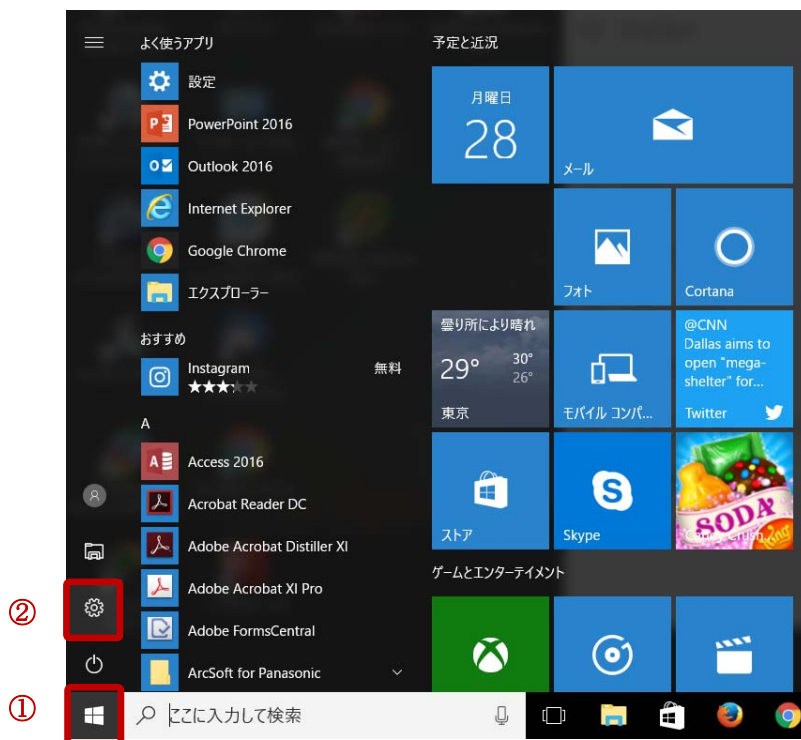 よく使うアプリ
設定
PowerPoint 2016
Outlook 2016
Internet Explorer
Google Chrome
エクスプローラー
おすすめ
Instagram
無料
A
Access 2016
Acrobat Reader DC
Adobe Acrobat Distiller XI
Adobe Acrobat XI Pro
Adobe FormsCentral
ArcSoft for Panasonic
予定と近況
月曜日
28
メール
フォト
Cortana
曇り所により晴れ
29° 30°
26°
東京
モバイル コンパ...
@CNN
Dallas aims to
open "mega-
shelter" for...
Twitter
ストア
Skype
SODA
Candy Crush...
ゲームとエンターテイメント
②
①
ここに入力して検索